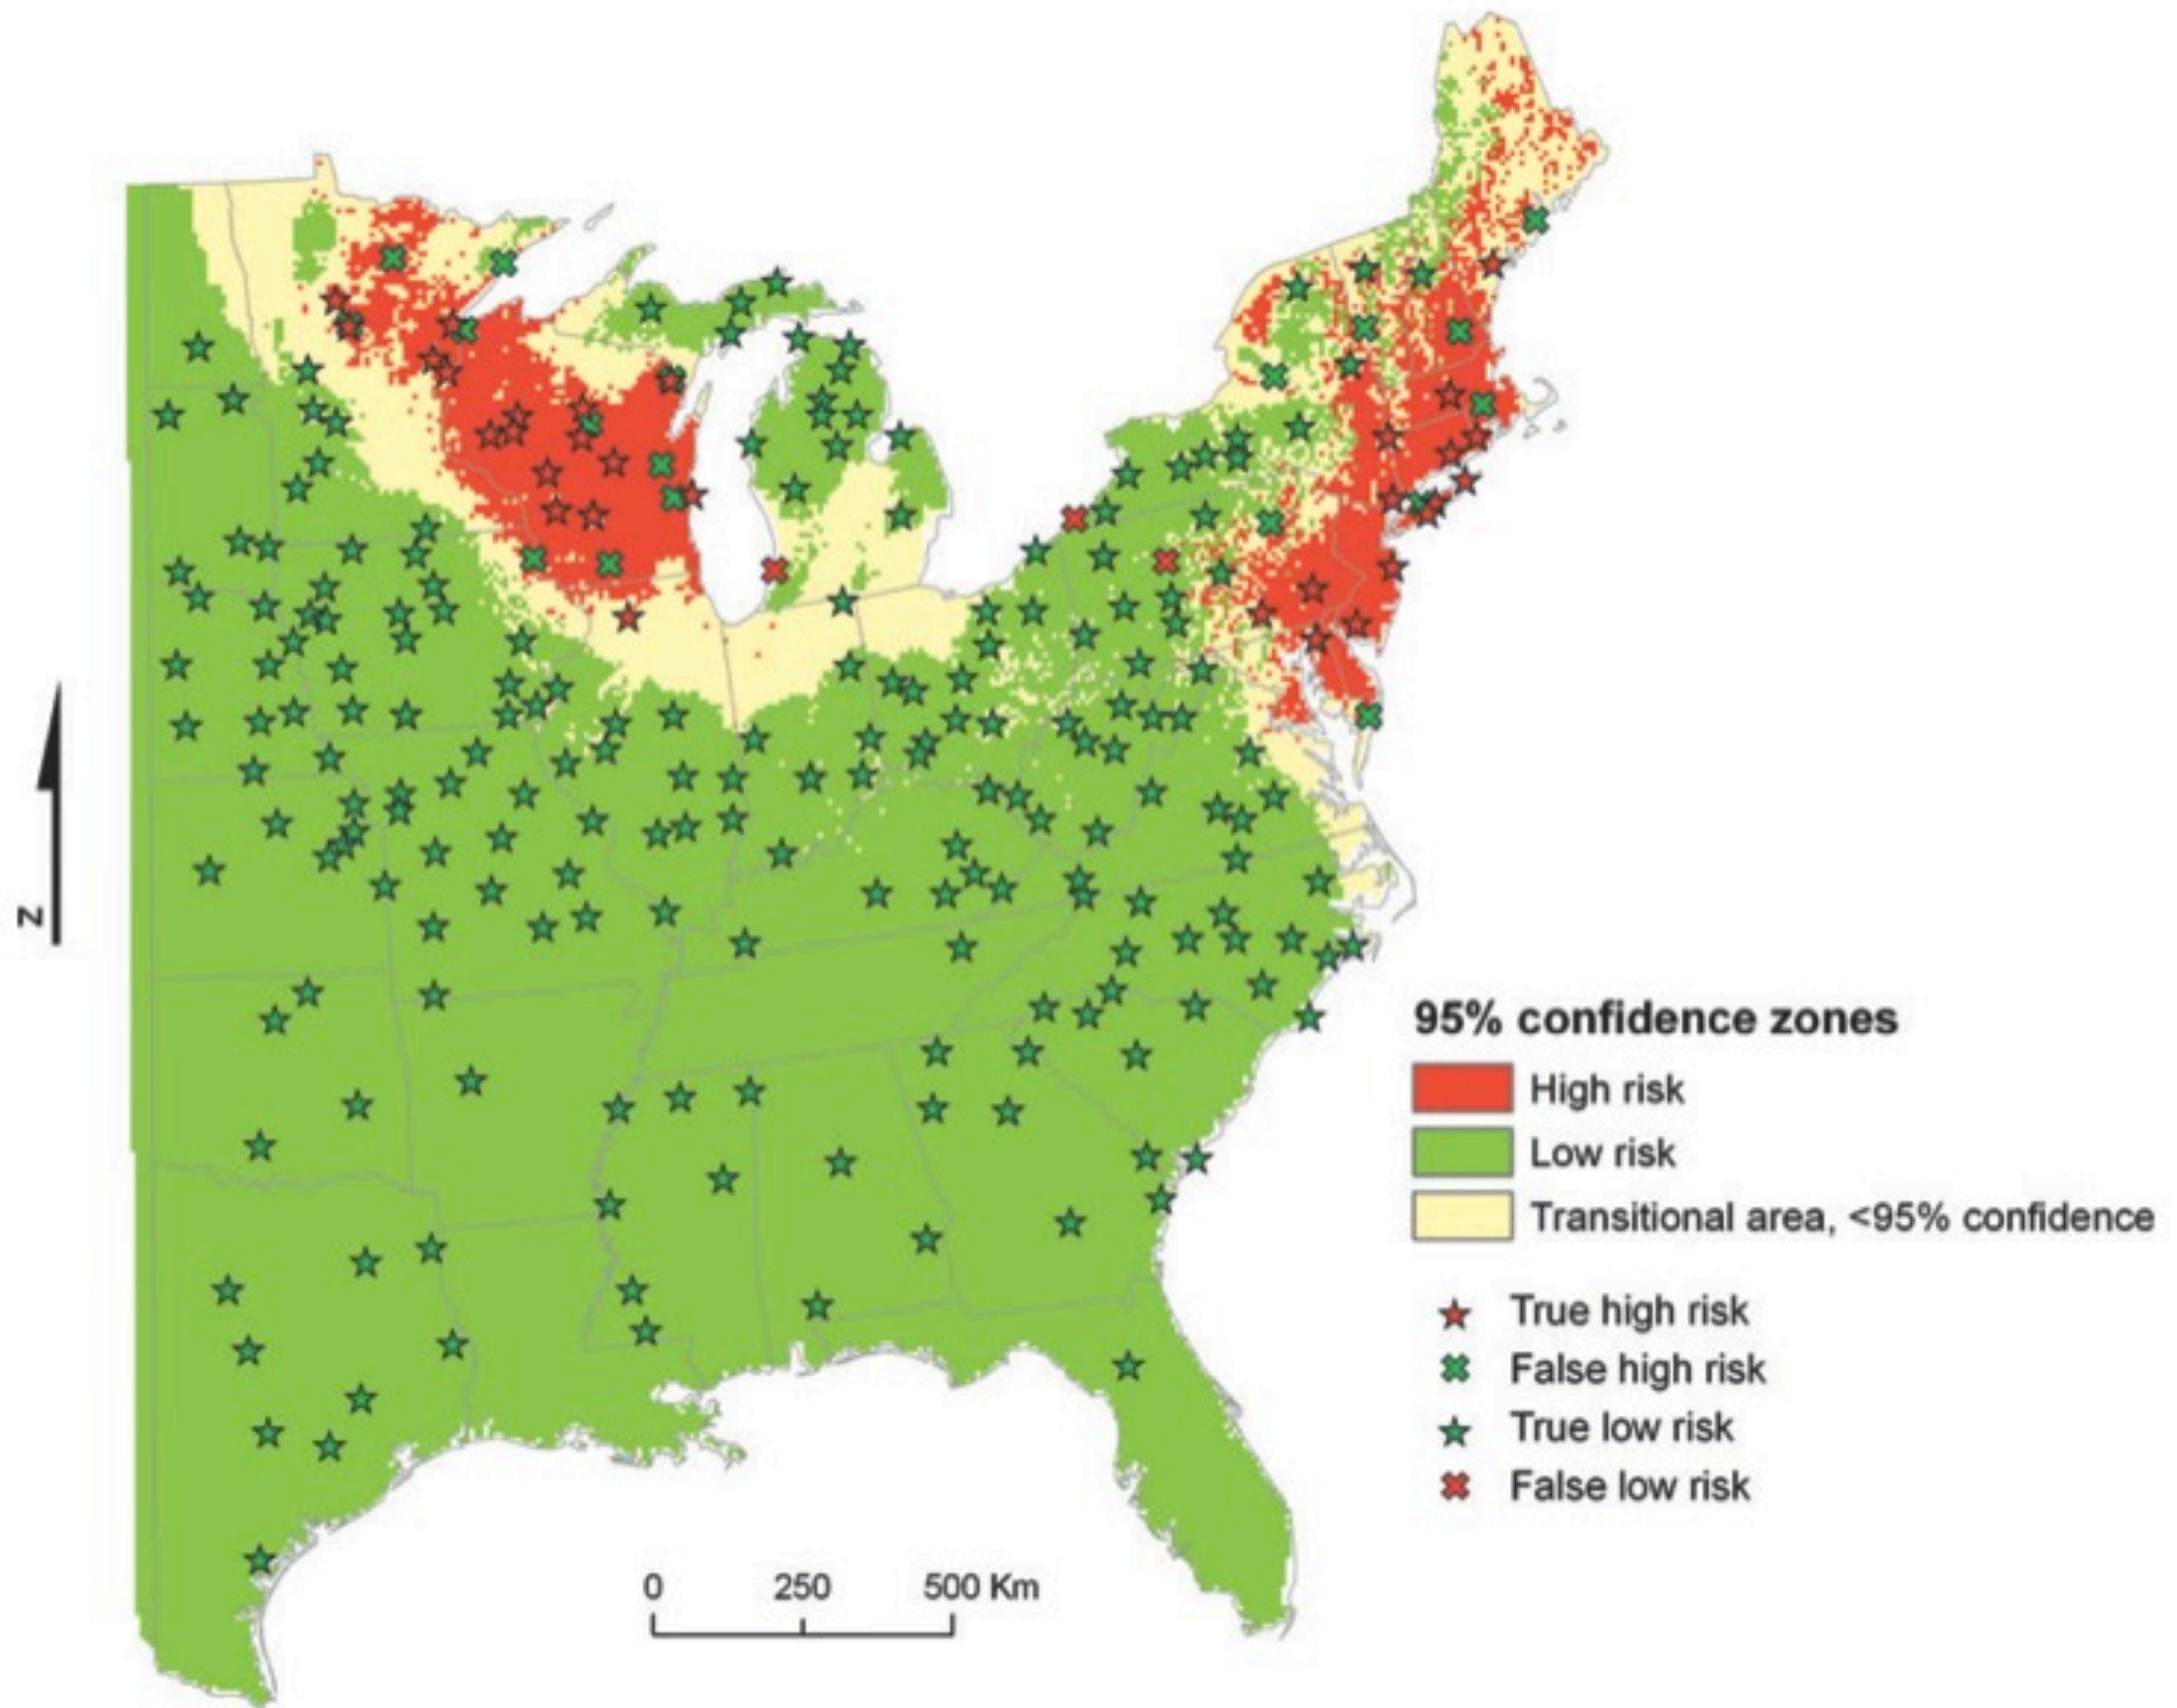 N
95% confidence zones
High risk
Low risk
Transitional area, <95% confidence
True high risk
False high risk
True low risk
False low risk
0 250 500 Km